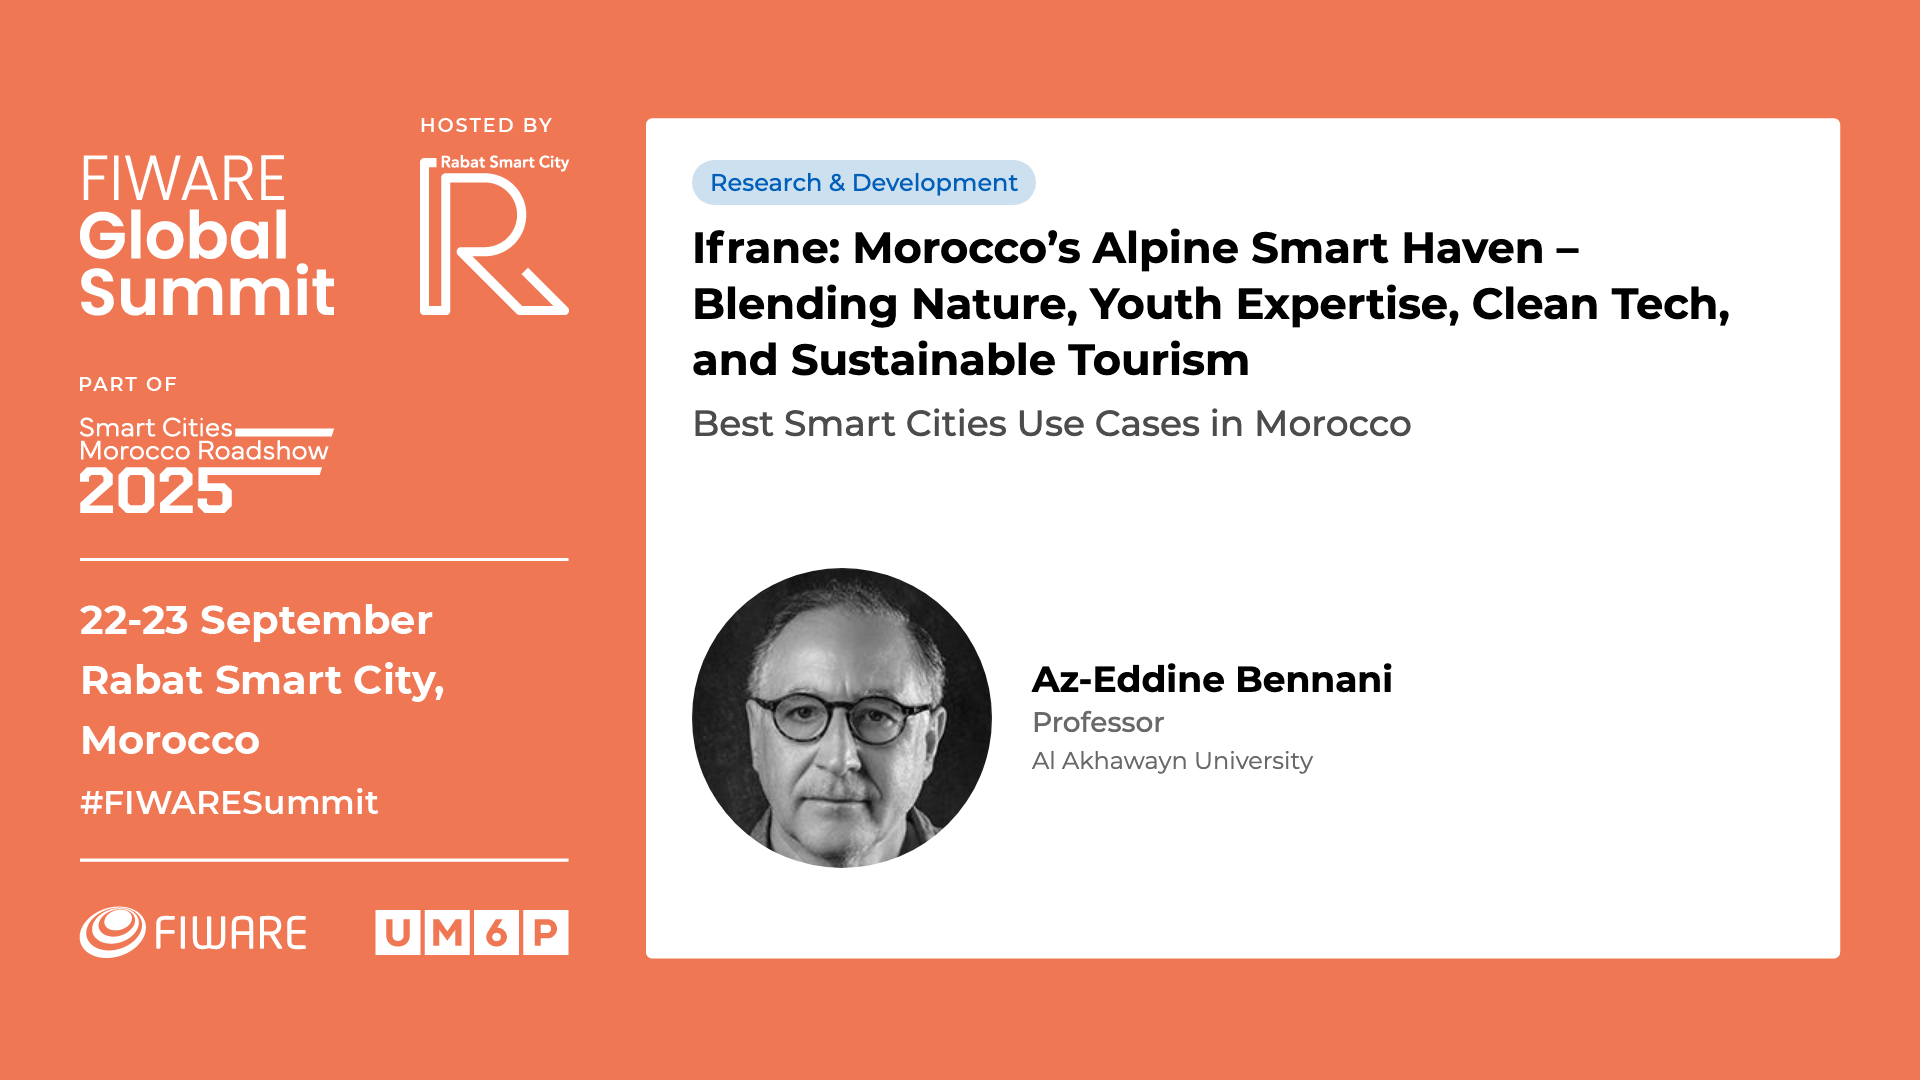 FIWARE
Global
Summit
HOSTED BY
Rabat Smart City
R
PART OF
Smart Cities
Morocco Roadshow
2025
22-23 September
Rabat Smart City,
Morocco
#FIWARESummit
FIWARE
UM6P
Research & Development
Ifrane: Morocco’s Alpine Smart Haven –
Blending Nature, Youth Expertise, Clean Tech,
and Sustainable Tourism
Best Smart Cities Use Cases in Morocco
Az-Eddine Bennani
Professor
Al Akhawayn University